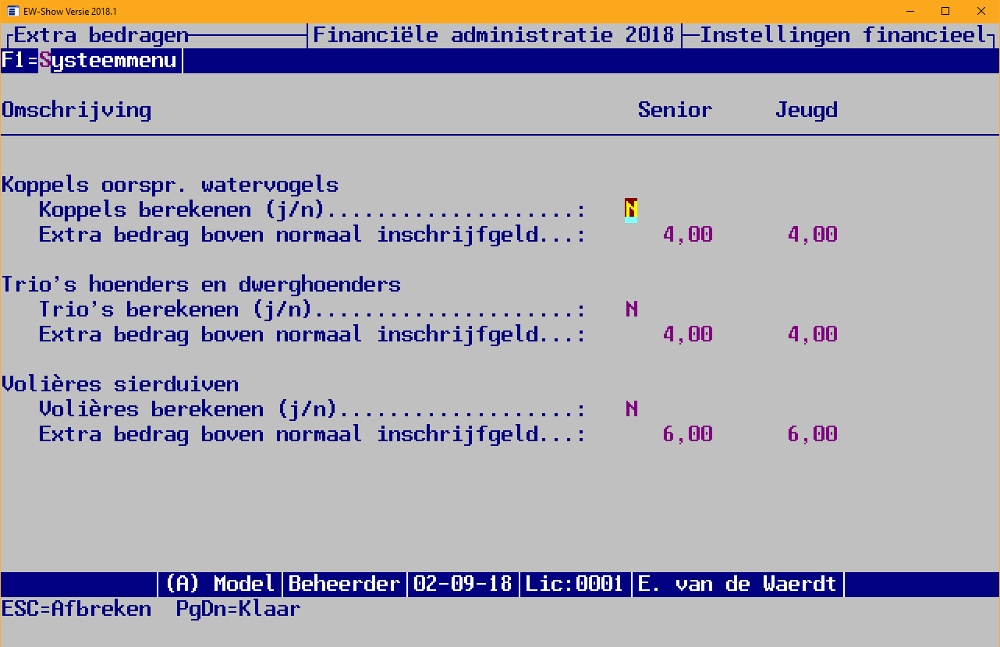 EW-Show Versie 2018.1
Extra bedragen Financiële administratie 2018 Instellingen financieel
F1=Systeemmenu
Omschrijving Senior Jeugd
Koppels oorspr. watervogels
Koppels berekenen (j/n)....................: N
Extra bedrag boven normaal inschrijfgeld...: 4,00 4,00
Trio's hoenders en dwerghoenders
Trio's berekenen (j/n).....................: N
Extra bedrag boven normaal inschrijfgeld...: 4,00 4,00
Volières sierduiven
Volières berekenen (j/n)...................: N
Extra bedrag boven normaal inschrijfgeld...: 6,00 6,00
(A) Model Beheerder 02-09-18 Lic:0001 E. van de Waerdt
ESC=Afbreken PgDn=Klaar